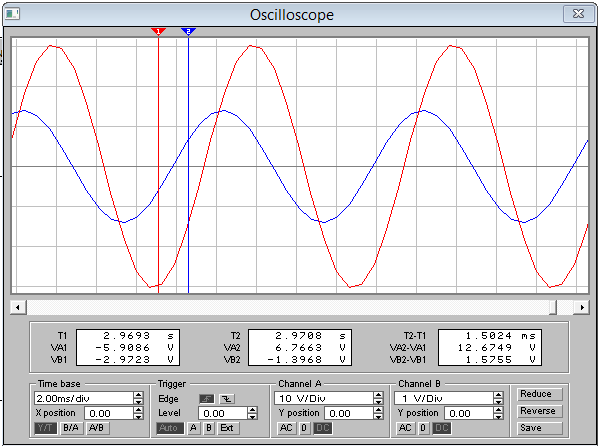 Oscilloscope
1 2
T1 2.9693 s T2 2.9708 s T2-T1 1.5024 ms
VA1 -5.9086 V VA2 6.7663 V VA2-VA1 12.6749 V
VB1 -2.9723 V VB2 -1.3968 V VB2-VB1 1.5755 V
Time base Trigger Channel A Channel B
2.00ms/div Edge 10 V/Div 1 V/Div Reduce
X position 0.00 Level 0.00 Y position 0.00 Y position 0.00 Reverse
Y/T B/A A/B Auto A B Ext AC 0 DC AC 0 DC Save